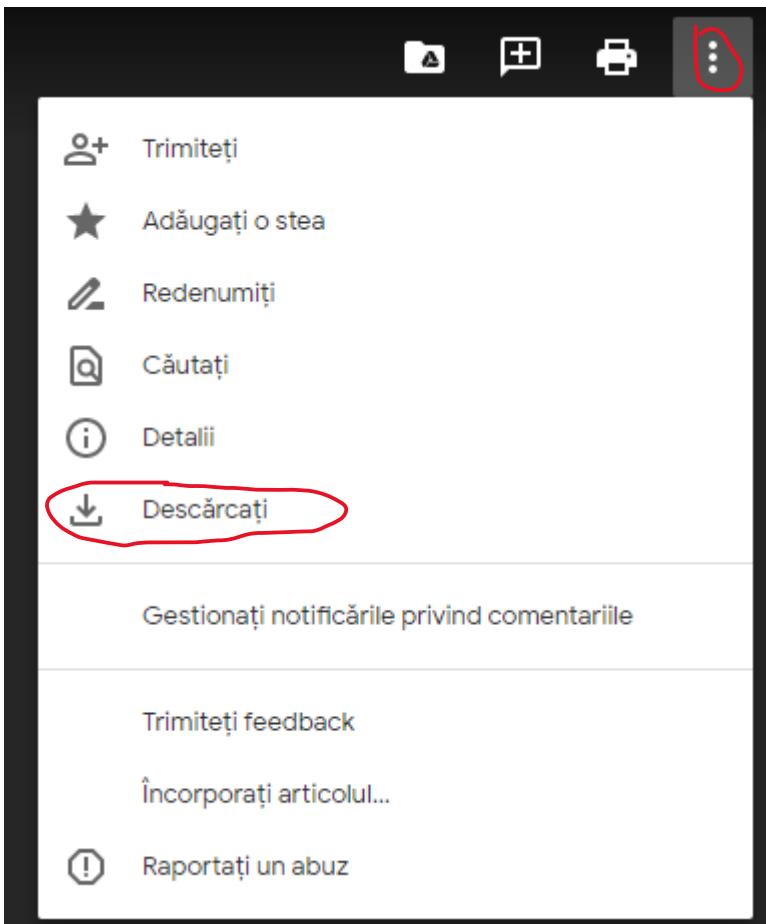 Trimiteți
Adăugați o stea
Redenumiți
Căutați
Detalii
Descărcați
Gestionați notificările privind comentariile
Trimiteți feedback
Încorporați articolul...
Raportați un abuz